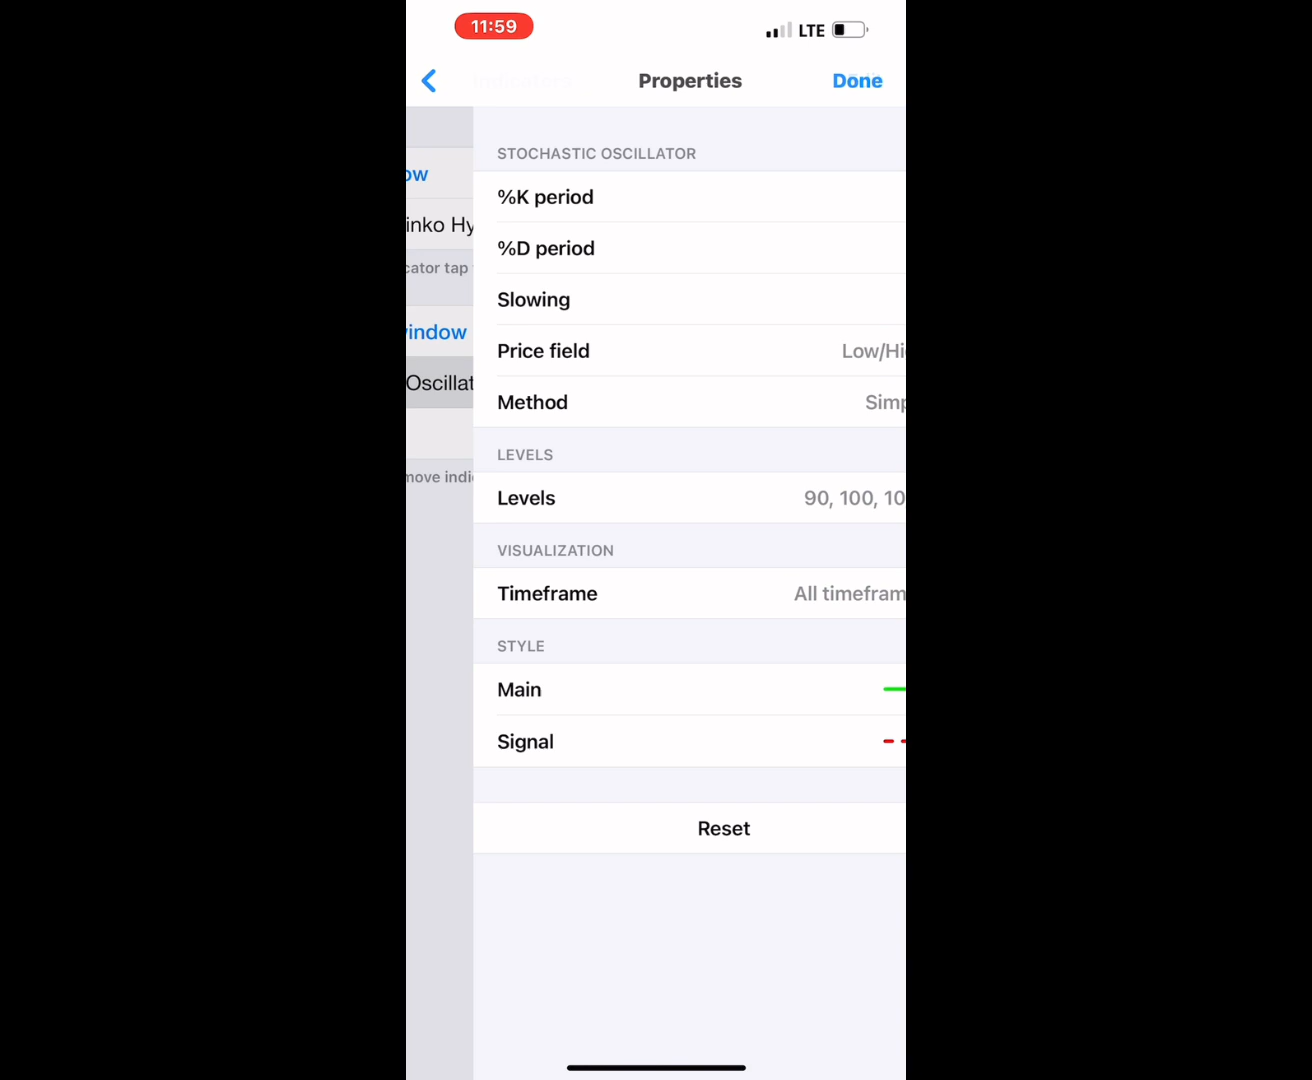 11:59
LTE
Properties
Done
ow
inko Hy
cator tap
window
Oscillat
move indi
STOCHASTIC OSCILLATOR
%K period
%D period
Slowing
Price field Low/Hi
Method Simp
LEVELS
Levels 90, 100, 10
VISUALIZATION
Timeframe All timefram
STYLE
Main
Signal
Reset